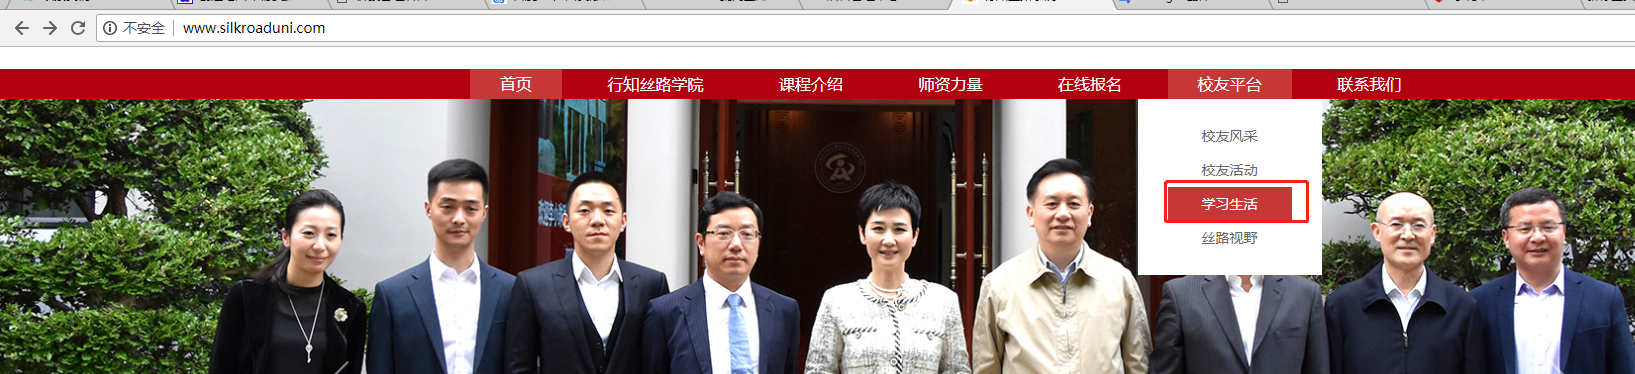 不安全 www.silkroaduni.com
首页 行知丝路学院 课程介绍 师资力量 在线报名 校友平台 联系我们
校友风采
校友活动
学习生活
丝路视野